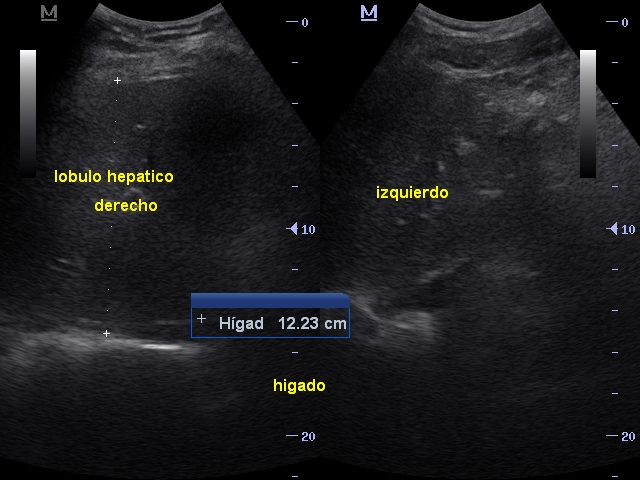 M
M
0
0
lobulo hepatico
derecho
izquierdo
10
10
+ Hígad 12.23 cm
higado
20
20